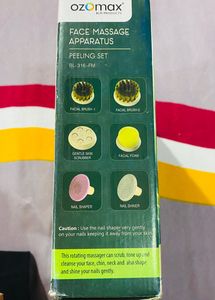 ozomax®
BL PRODUCTS
FACE MASSAGE
APPARATUS
PEELING SET
BL-316-FM
FACIAL BRUSH-I
FACIAL BRUSH-II
GENTLE SKIN
SCRUBBER
FACIAL FOAM
NAIL SHAPER
NAIL SHINER
Caution : Use the nail shaper very gently
on your nails keeping it away from your skin
This rotating massager can scrub, tone up and
cleanse your face, chin, neck and also shape
and shine your nails gently.